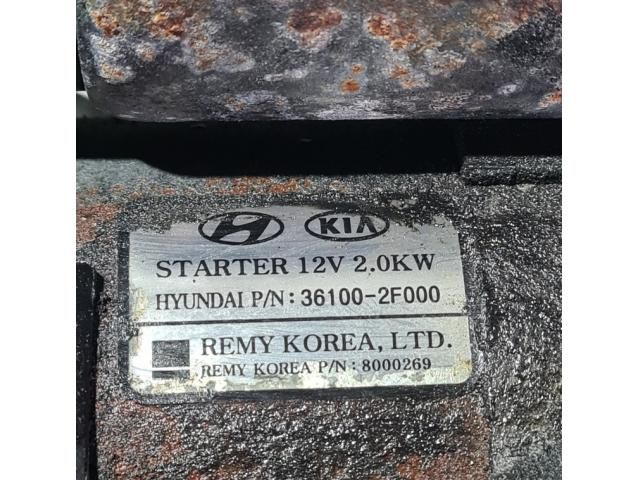 KIA
STARTER 12V 2.0KW
HYUNDAI P/N: 36100-2F000
REMY KOREA, LTD.
REMY KOREA P/N: 8000269